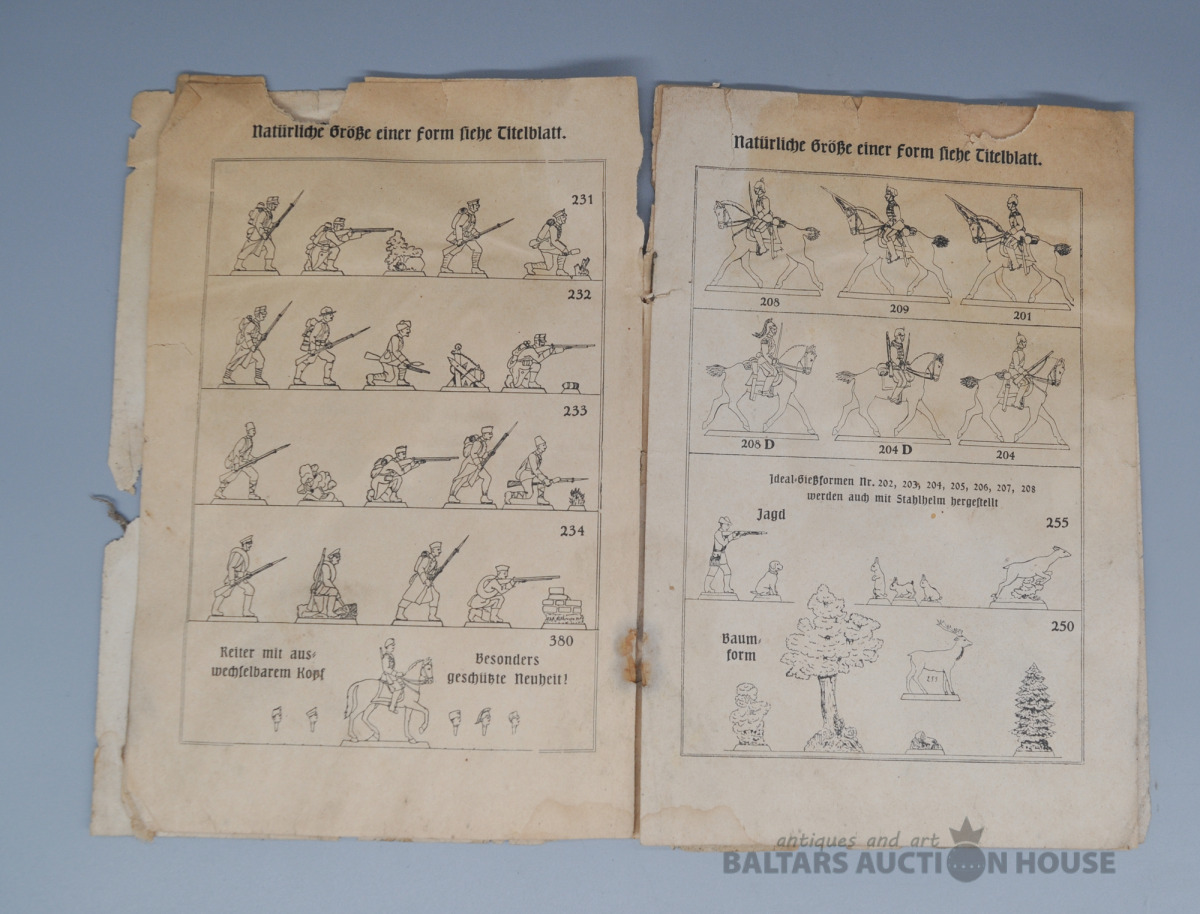 Natürliche Größe einer Form siehe Titelblatt.
231
232
233
234
380
Reiter mit aus-
wechselbarem Kopf
Besonders
geschützte Neuheit!
Natürliche Größe einer Form siehe Titelblatt.
208
209
201
208 D
204 D
204
Ideal-Gießformen Nr. 202, 203, 204, 205, 206, 207, 208
werden auch mit Stahlhelm hergestellt
Jagd
255
250
Baum-
form
255
antiques and art
BALTARS AUCTION HOUSE